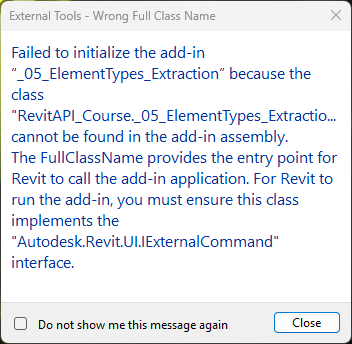 External Tools - Wrong Full Class Name
Failed to initialize the add-in
“_05_ElementTypes_Extraction” because the
class
"RevitAPI_Course._05_ElementTypes_Extractio...
cannot be found in the add-in assembly.
The FullClassName provides the entry point for
Revit to call the add-in application. For Revit to
run the add-in, you must ensure this class
implements the
"Autodesk.Revit.UI.IExternalCommand"
interface.
Do not show me this message again
Close